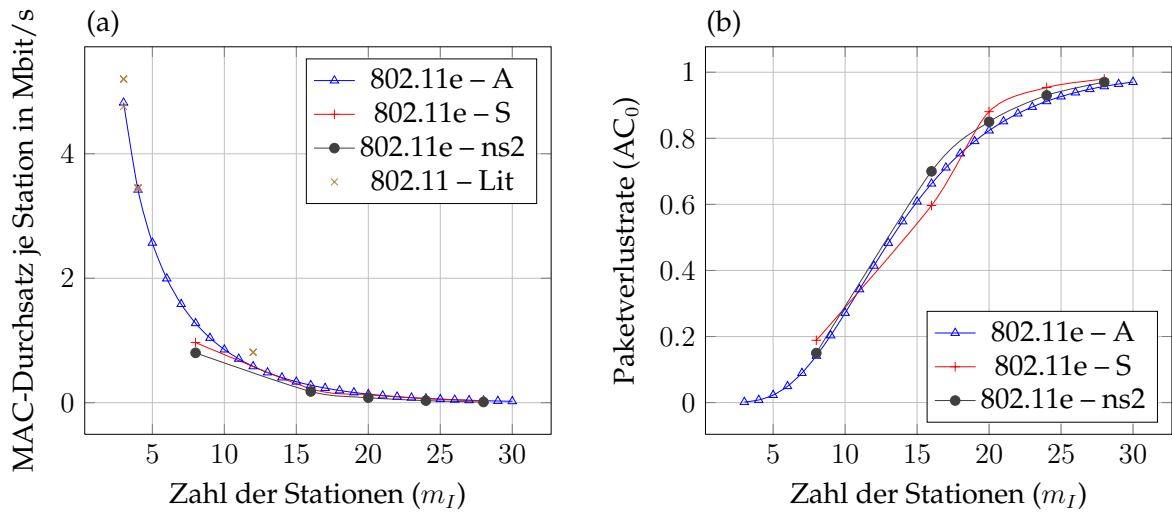 (a)
MAC-Durchsatz je Station in Mbit/s
4
2
0
5 10 15 20 25 30
Zahl der Stationen (m_I)
802.11e – A
802.11e – S
802.11e – ns2
802.11 – Lit
(b)
Paketverlustrate (AC₀)
1
0.8
0.6
0.4
0.2
0
5 10 15 20 25 30
Zahl der Stationen (m_I)
802.11e – A
802.11e – S
802.11e – ns2